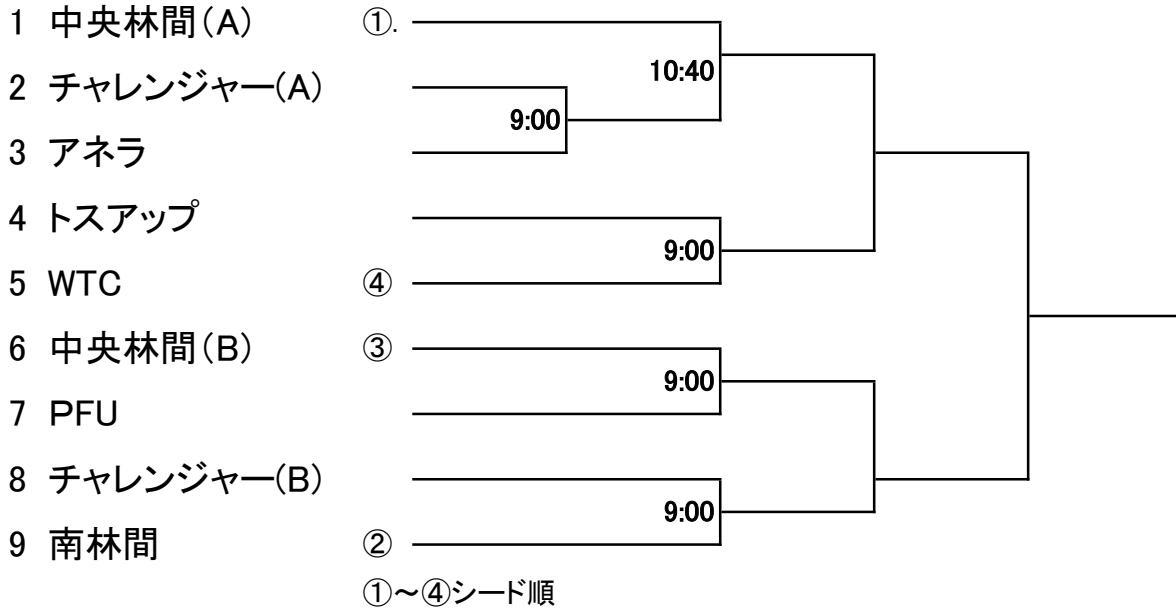 1 中央林間(A) ①.
10:40
2 チャレンジャー(A)
9:00
3 アネラ
4 トスアップ
9:00
5 WTC ④
6 中央林間(B) ③
9:00
7 PFU
8 チャレンジャー(B)
9:00
9 南林間 ②
①～④シード順